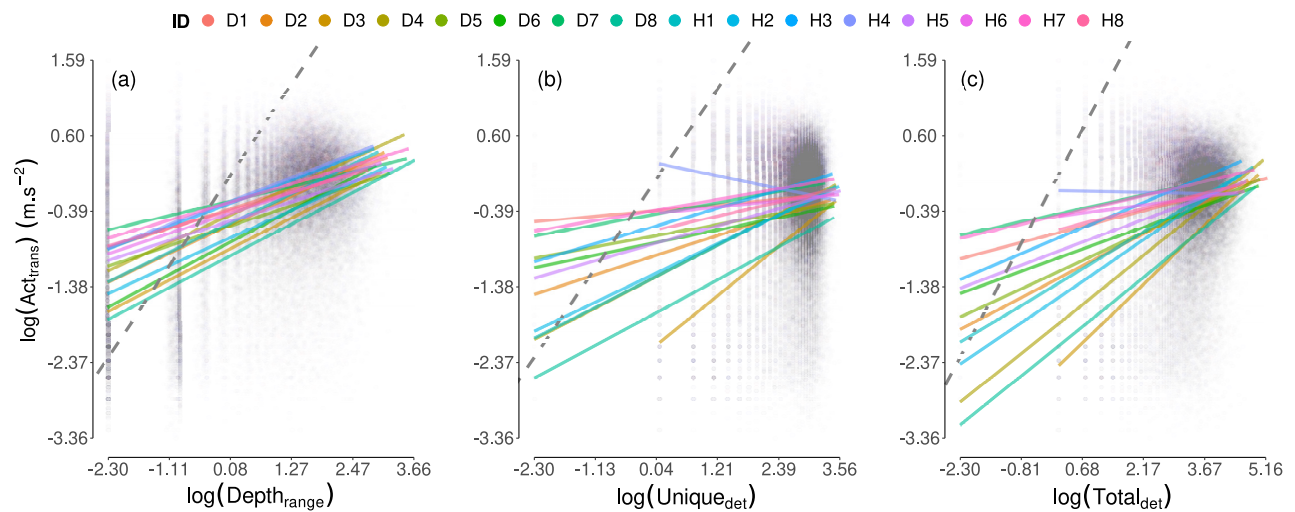 ID D1 D2 D3 D4 D5 D6 D7 D8 H1 H2 H3 H4 H5 H6 H7 H8
log(Act_trans) (m.s^−2)
(a)
1.59
0.60
-0.39
-1.38
-2.37
-3.36
-2.30 -1.11 0.08 1.27 2.47 3.66
log(Depth_range)
(b)
1.59
0.60
-0.39
-1.38
-2.37
-3.36
-2.30 -1.13 0.04 1.21 2.39 3.56
log(Unique_det)
(c)
1.59
0.60
-0.39
-1.38
-2.37
-3.36
-2.30 -0.81 0.68 2.17 3.67 5.16
log(Total_det)